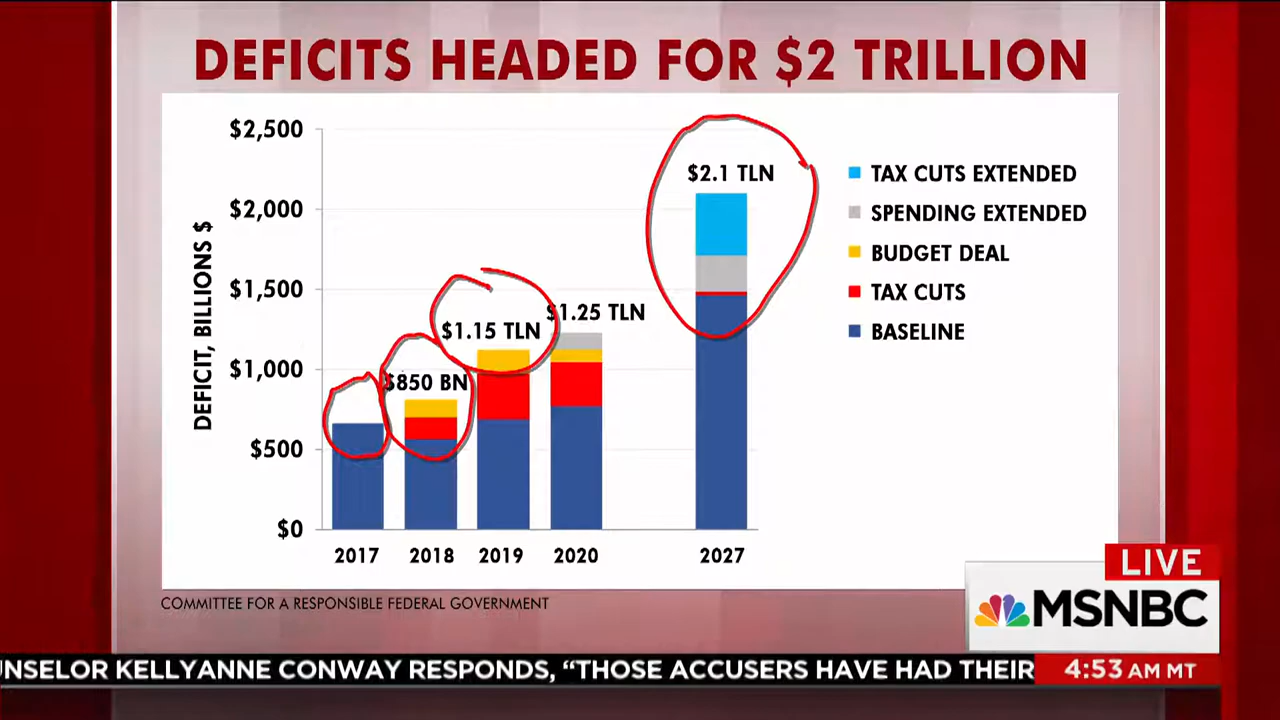 DEFICITS HEADED FOR $2 TRILLION
DEFICIT, BILLIONS $
$2,500
$2,000
$1,500
$1,000
$500
$0
$850 BN
$1.15 TLN
$1.25 TLN
$2.1 TLN
2017 2018 2019 2020 2027
TAX CUTS EXTENDED
SPENDING EXTENDED
BUDGET DEAL
TAX CUTS
BASELINE
COMMITTEE FOR A RESPONSIBLE FEDERAL GOVERNMENT
LIVE
MSNBC
UNSELOR KELLYANNE CONWAY RESPONDS, “THOSE ACCUSERS HAVE HAD THEIR
4:53 AM MT